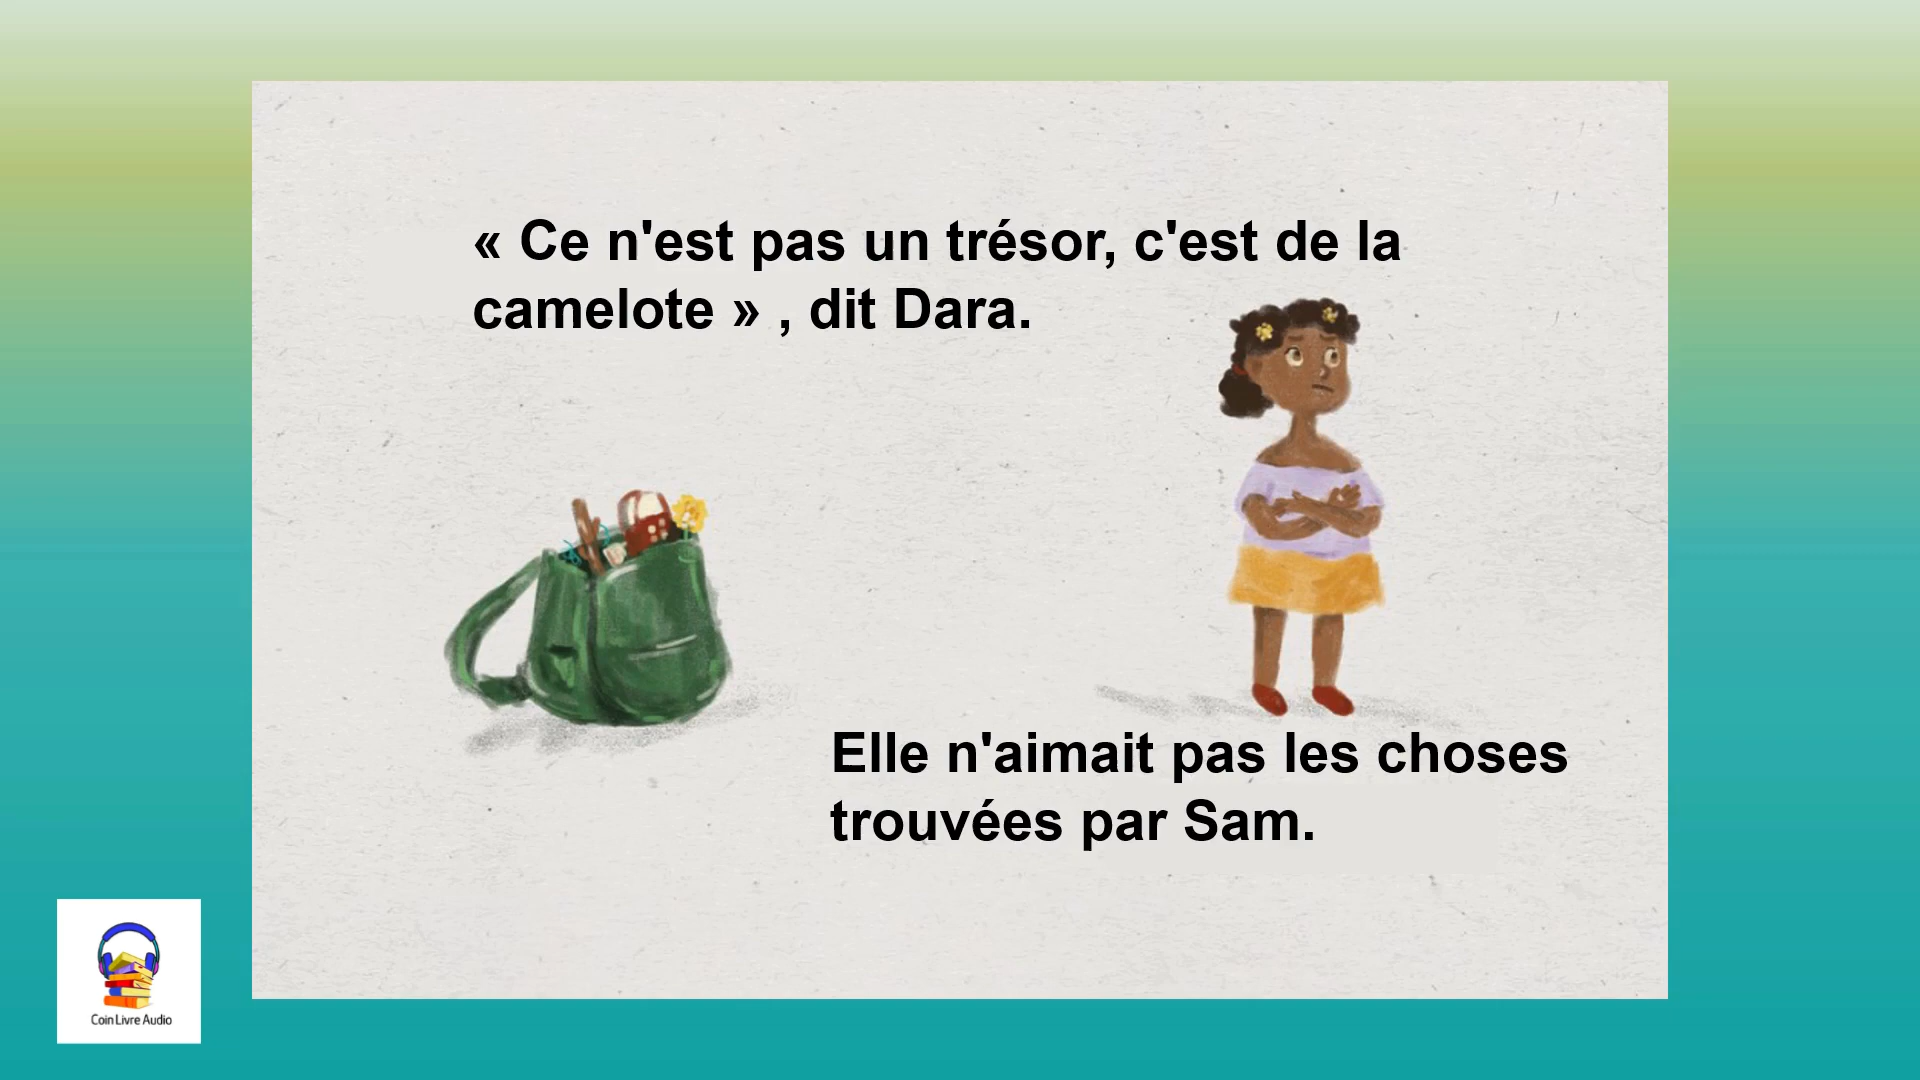 « Ce n'est pas un trésor, c'est de la
camelote » , dit Dara.
Elle n'aimait pas les choses
trouvées par Sam.
Coin Livre Audio